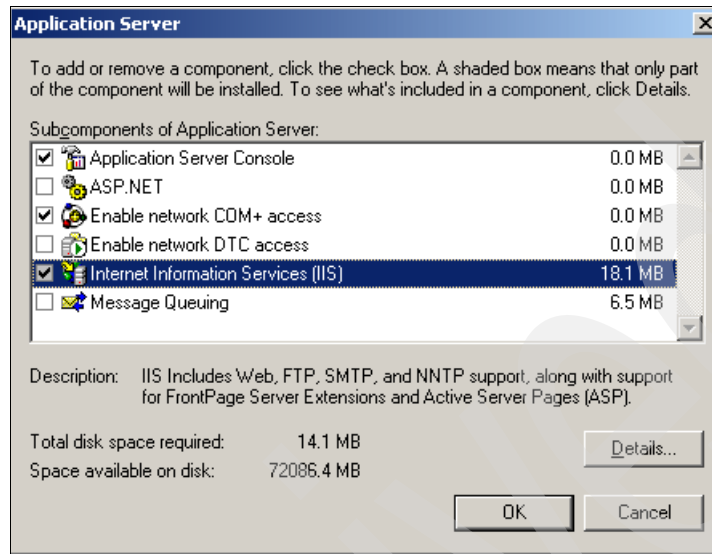 Application Server
To add or remove a component, click the check box. A shaded box means that only part
of the component will be installed. To see what's included in a component, click Details.
Subcomponents of Application Server:
Application Server Console 0.0 MB
ASP.NET 0.0 MB
Enable network COM+ access 0.0 MB
Enable network DTC access 0.0 MB
Internet Information Services (IIS) 18.1 MB
Message Queuing 6.5 MB
Description: IIS Includes Web, FTP, SMTP, and NNTP support, along with support
for FrontPage Server Extensions and Active Server Pages (ASP).
Total disk space required: 14.1 MB
Details...
Space available on disk: 72086.4 MB
OK Cancel